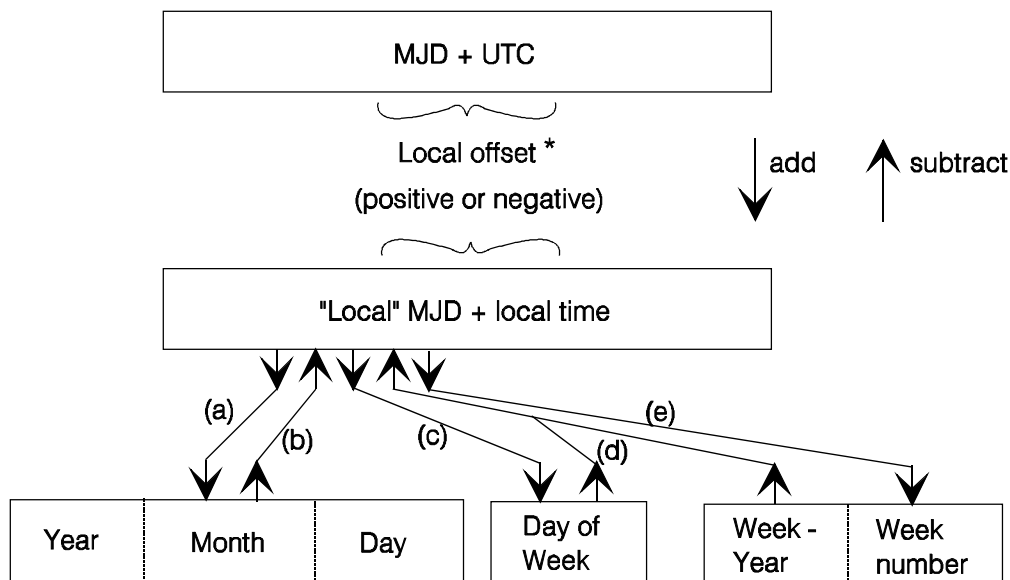 MJD + UTC
Local offset *
(positive or negative)
add
subtract
"Local" MJD + local time
(a)
(b)
(c)
(d)
(e)
Year
Month
Day
Day of
Week
Week -
Year
Week
number